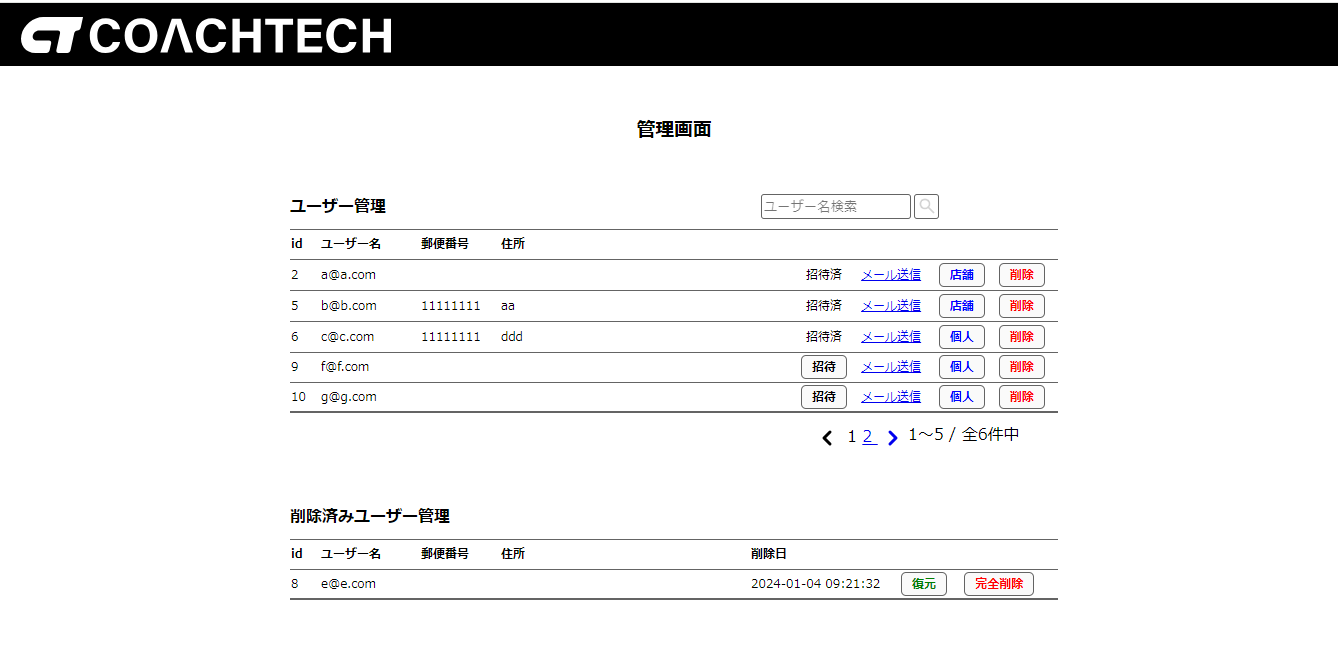 COACHTECH
管理画面
ユーザー管理 ユーザー名検索
id ユーザー名 郵便番号 住所
2 a@a.com 招待済 メール送信 店舗 削除
5 b@b.com 11111111 aa 招待済 メール送信 店舗 削除
6 c@c.com 11111111 ddd 招待済 メール送信 個人 削除
9 f@f.com 招待 メール送信 個人 削除
10 g@g.com 招待 メール送信 個人 削除
1 2 1～5 / 全6件中
削除済みユーザー管理
id ユーザー名 郵便番号 住所 削除日
8 e@e.com 2024-01-04 09:21:32 復元 完全削除